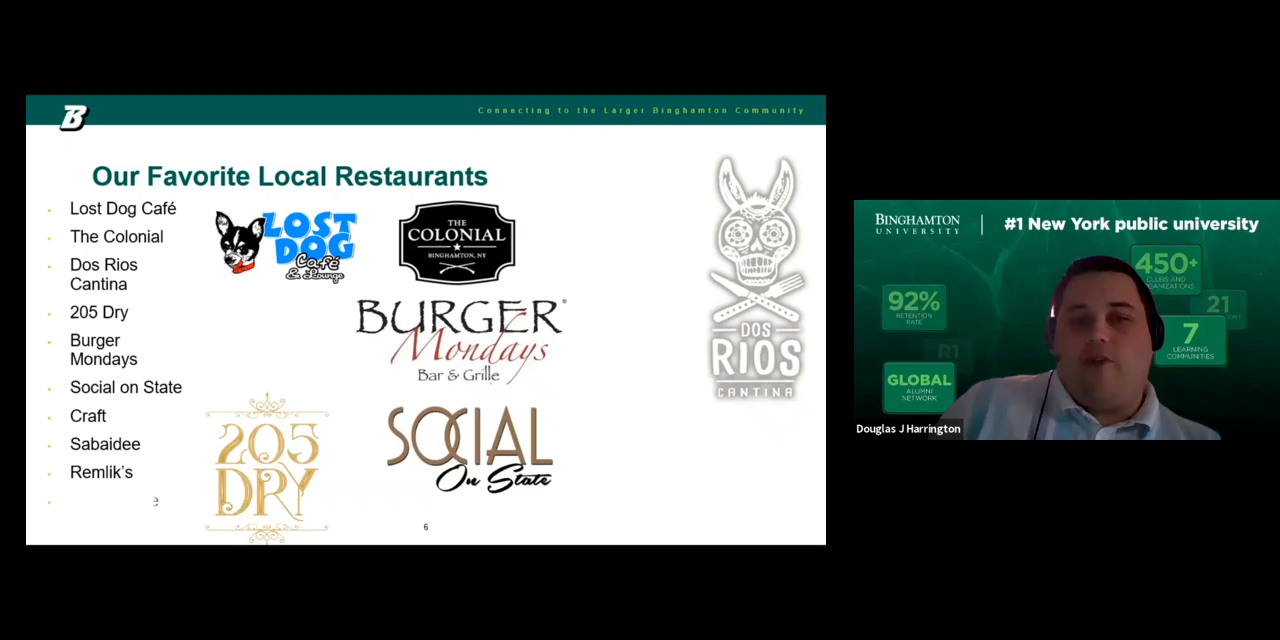 B
Connecting to the Larger Binghamton Community
Our Favorite Local Restaurants
Lost Dog Café
The Colonial
Dos Rios
Cantina
205 Dry
Burger
Mondays
Social on State
Craft
Sabaidee
Remlik's
e
LOST
DOG
Café
& Lounge
THE
COLONIAL
BINGHAMTON, NY
BURGER
Mondays
Bar & Grille
205
DRY
SOCIAL
On State
DOS
RIOS
CANTINA
6
BINGHAMTON
UNIVERSITY
#1 New York public university
450+
CLUBS AND
92%
RETENTION
RATE
21
7
LEARNING
COMMUNITIES
R1
GLOBAL
ALUMNI
NETWORK
Douglas J Harrington